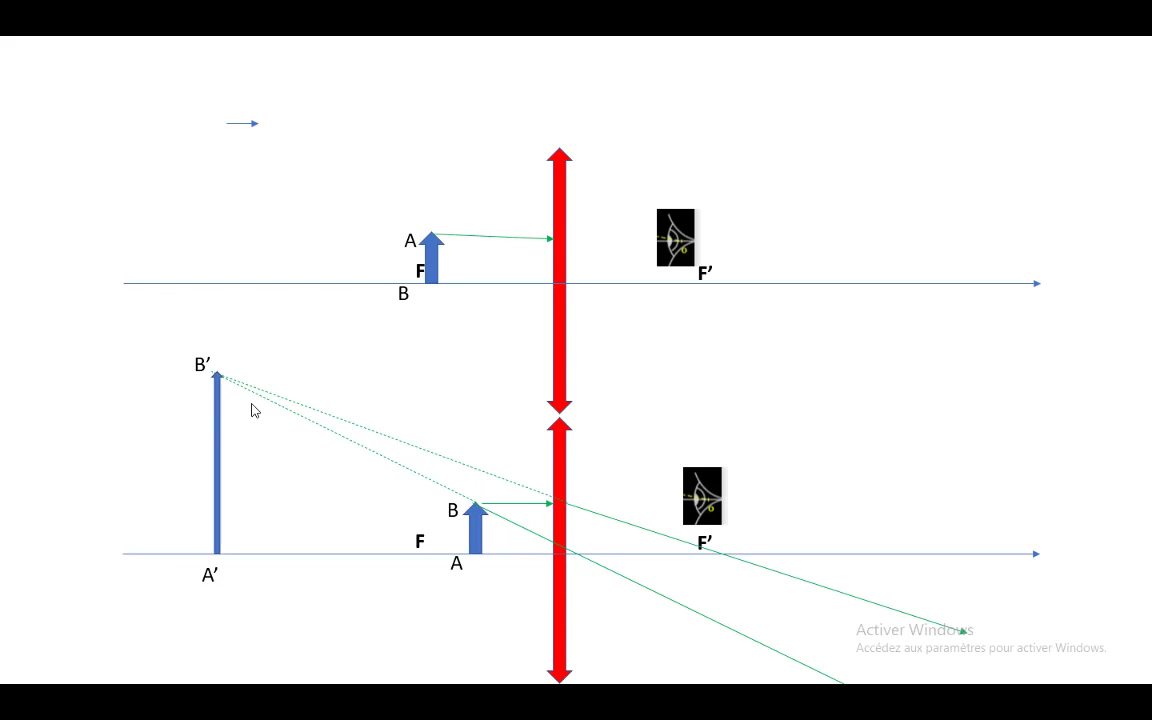 A
F
F’
B
B’
B
F
F’
A
A’
Activer Windows
Accédez aux paramètres pour activer Windows.